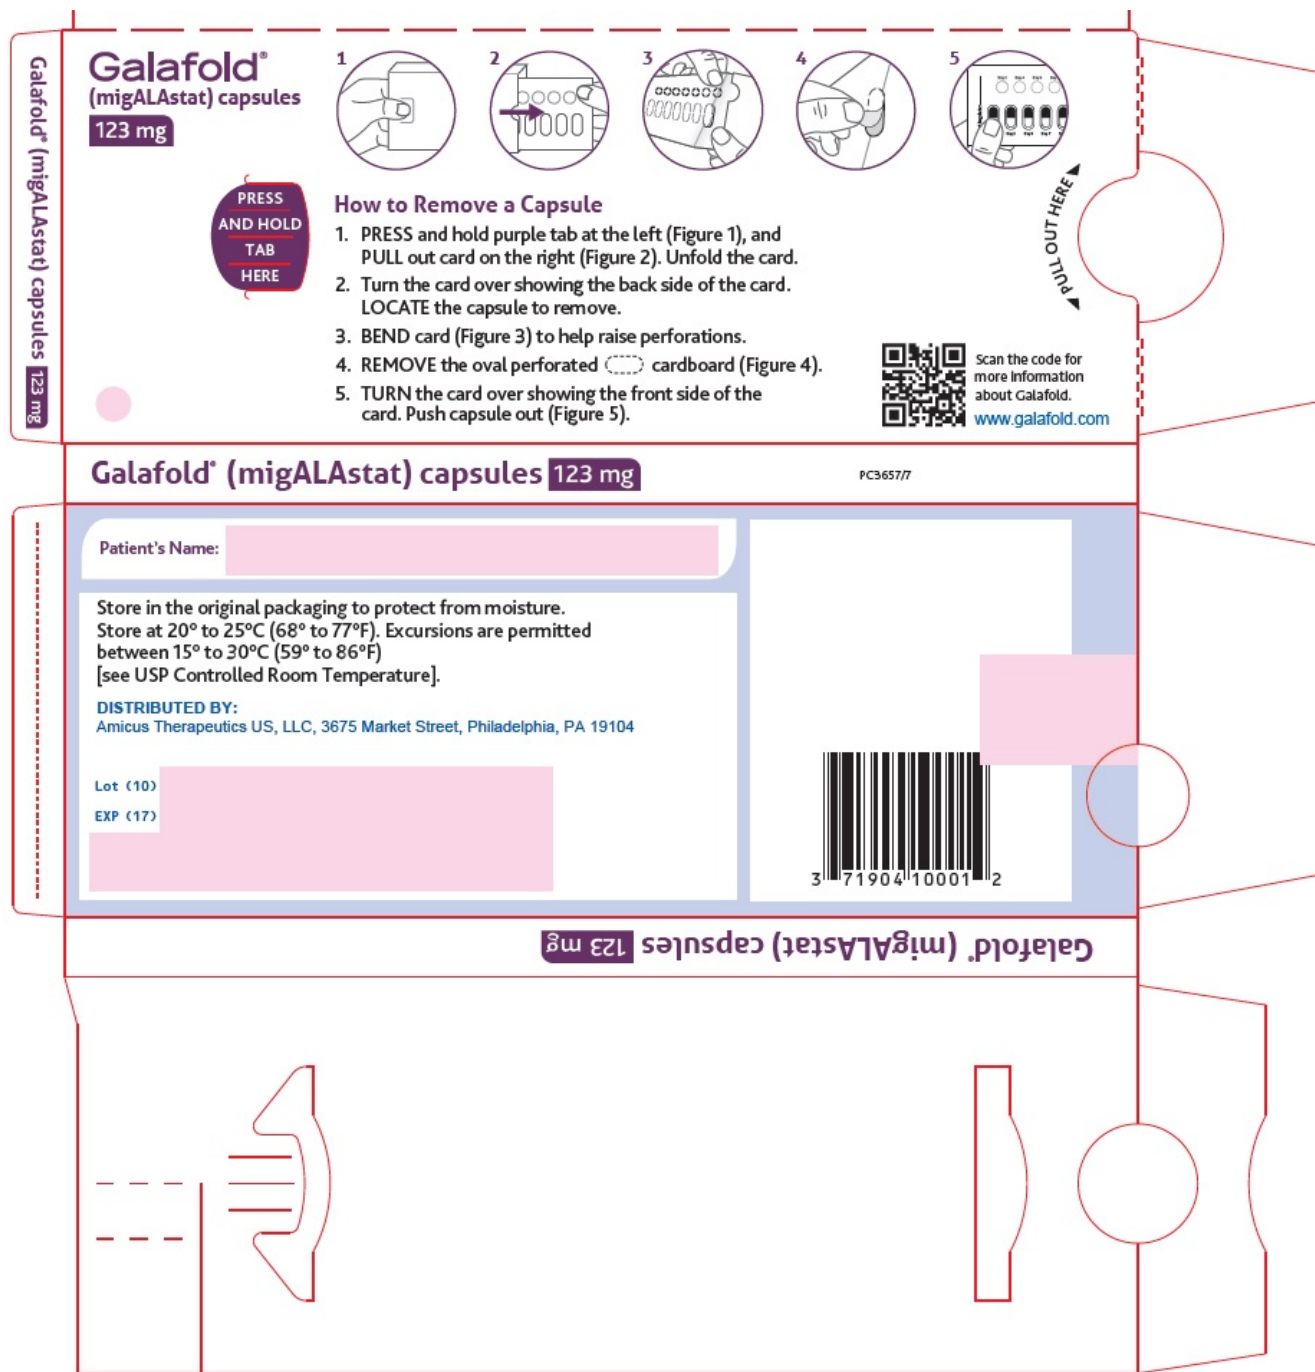 Galafold® (migALAstat) capsules 123 mg
Galafold®
(migALAstat) capsules
123 mg
1
2
3
4
5
PRESS
AND HOLD
TAB
HERE
How to Remove a Capsule
1. PRESS and hold purple tab at the left (Figure 1), and
PULL out card on the right (Figure 2). Unfold the card.
2. Turn the card over showing the back side of the card.
LOCATE the capsule to remove.
3. BEND card (Figure 3) to help raise perforations.
4. REMOVE the oval perforated cardboard (Figure 4).
5. TURN the card over showing the front side of the
card. Push capsule out (Figure 5).
PULL OUT HERE
Scan the code for
more information
about Galafold.
www.galafold.com
Galafold® (migALAstat) capsules 123 mg
PC3657/7
Patient's Name:
Store in the original packaging to protect from moisture.
Store at 20° to 25°C (68° to 77°F). Excursions are permitted
between 15° to 30°C (59° to 86°F)
[see USP Controlled Room Temperature].
DISTRIBUTED BY:
Amicus Therapeutics US, LLC, 3675 Market Street, Philadelphia, PA 19104
Lot (10)
EXP (17)
3 71904 10001 2
Galafold® (migALAstat) capsules 123 mg